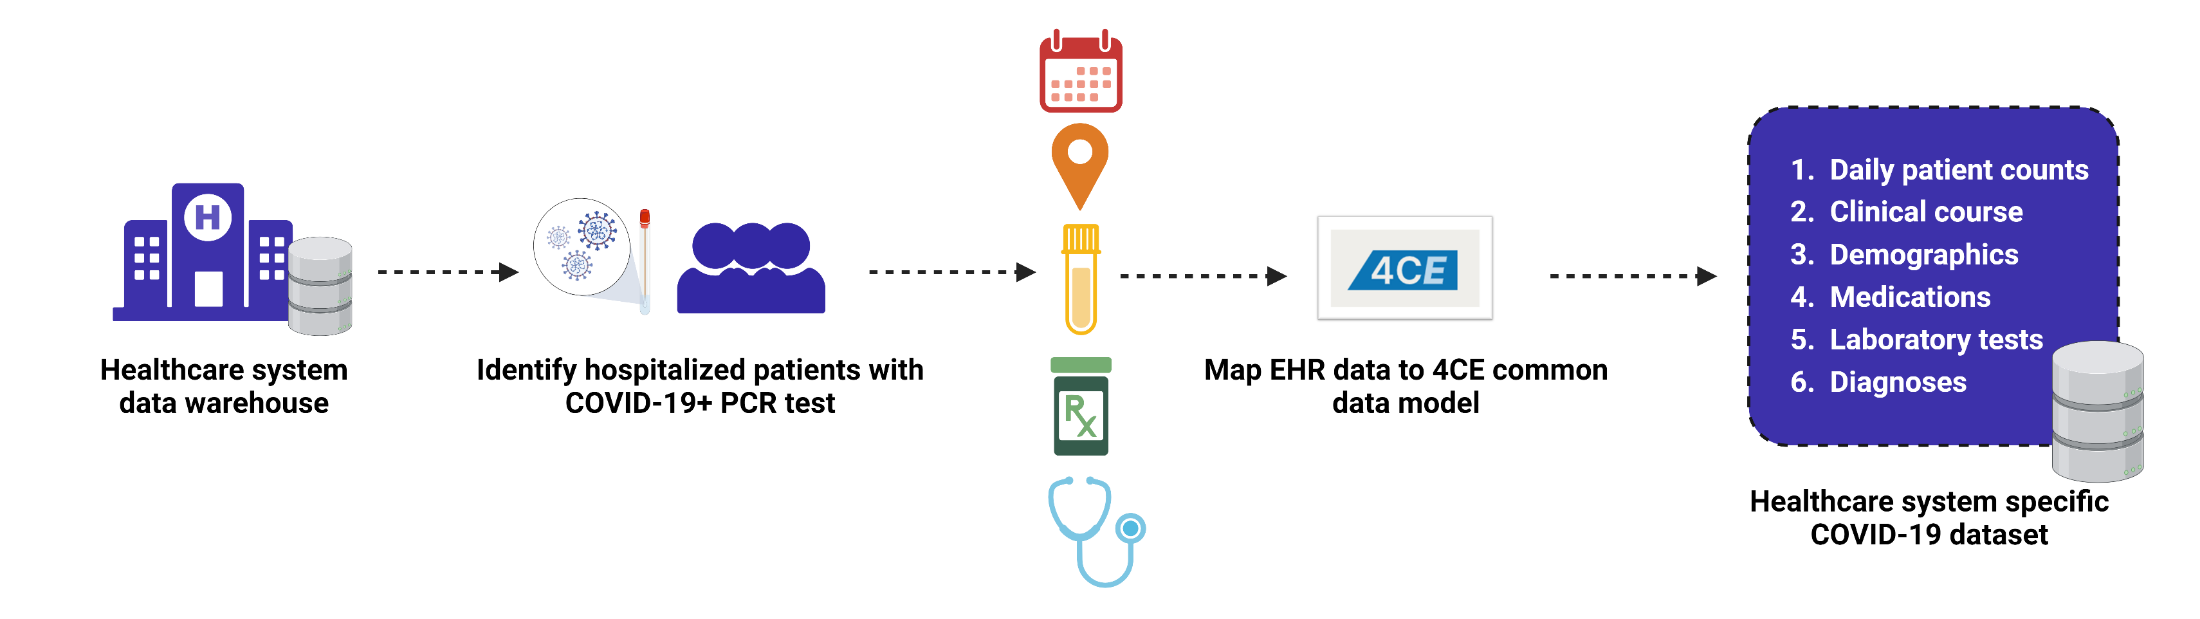 H
Healthcare system
data warehouse
Identify hospitalized patients with
COVID-19+ PCR test
Rx
4CE
Map EHR data to 4CE common
data model
1. Daily patient counts
2. Clinical course
3. Demographics
4. Medications
5. Laboratory tests
6. Diagnoses
Healthcare system specific
COVID-19 dataset